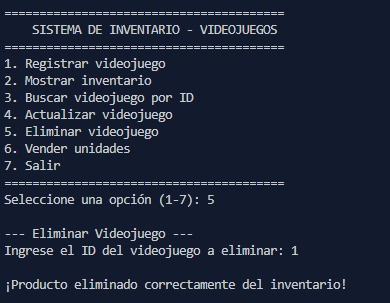 ========================================
SISTEMA DE INVENTARIO - VIDEOJUEGOS
========================================
1. Registrar videojuego
2. Mostrar inventario
3. Buscar videojuego por ID
4. Actualizar videojuego
5. Eliminar videojuego
6. Vender unidades
7. Salir
========================================
Seleccione una opción (1-7): 5
--- Eliminar Videojuego ---
Ingrese el ID del videojuego a eliminar: 1
¡Producto eliminado correctamente del inventario!